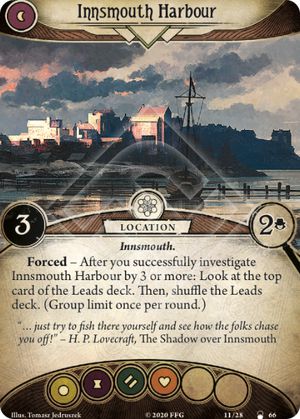 Innsmouth Harbour
3
LOCATION
2
Innsmouth.
Forced – After you successfully investigate
Innsmouth Harbour by 3 or more: Look at the top
card of the Leads deck. Then, shuffle the Leads
deck. (Group limit once per round.)
“… just try to fish there yourself and see how the folks chase
you off!” – H. P. Lovecraft, The Shadow over Innsmouth
Illus. Tomasz Jedruszek
© 2020 FFG
11/28
66